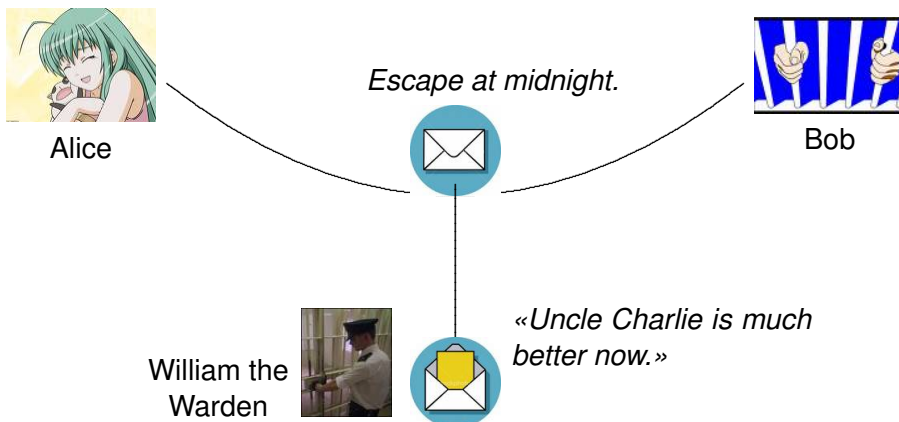 Escape at midnight.
Alice
Bob
«Uncle Charlie is much
better now.»
William the
Warden